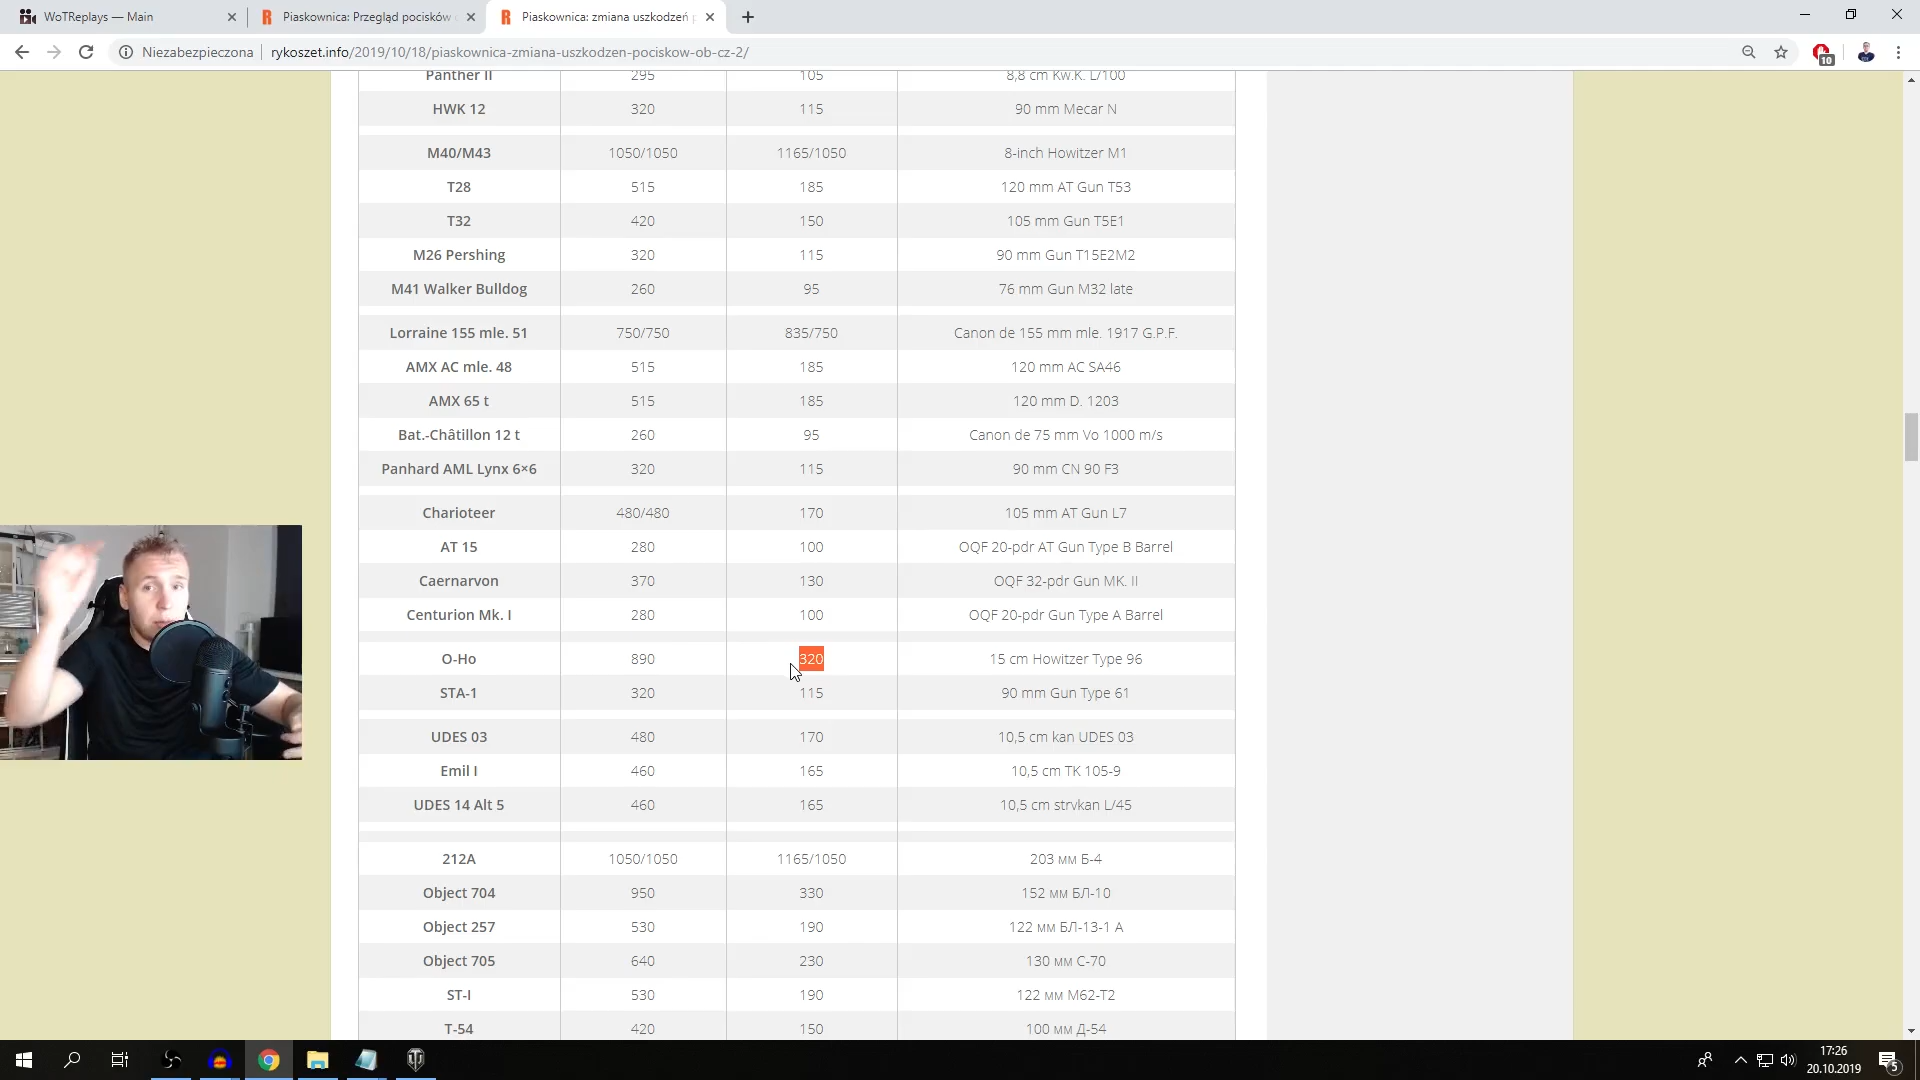 WoTReplays — Main
Piaskownica: Przegląd pocisków
Piaskownica: zmiana uszkodzeń
Niezabezpieczona
rykoszet.info/2019/10/18/piaskownica-zmiana-uszkodzen-pociskow-ob-cz-2/
10
Panther II 295 105 8,8 cm Kw.K. L/100
HWK 12 320 115 90 mm Mecar N
M40/M43 1050/1050 1165/1050 8-inch Howitzer M1
T28 515 185 120 mm AT Gun T53
T32 420 150 105 mm Gun T5E1
M26 Pershing 320 115 90 mm Gun T15E2M2
M41 Walker Bulldog 260 95 76 mm Gun M32 late
Lorraine 155 mle. 51 750/750 835/750 Canon de 155 mm mle. 1917 G.P.F.
AMX AC mle. 48 515 185 120 mm AC SA46
AMX 65 t 515 185 120 mm D. 1203
Bat.-Châtillon 12 t 260 95 Canon de 75 mm Vo 1000 m/s
Panhard AML Lynx 6×6 320 115 90 mm CN 90 F3
Charioteer 480/480 170 105 mm AT Gun L7
AT 15 280 100 OQF 20-pdr AT Gun Type B Barrel
Caernarvon 370 130 OQF 32-pdr Gun MK. II
Centurion Mk. I 280 100 OQF 20-pdr Gun Type A Barrel
O-Ho 890 320 15 cm Howitzer Type 96
STA-1 320 115 90 mm Gun Type 61
UDES 03 480 170 10,5 cm kan UDES 03
Emil I 460 165 10,5 cm TK 105-9
UDES 14 Alt 5 460 165 10,5 cm strvkan L/45
212A 1050/1050 1165/1050 203 мм Б-4
Object 704 950 330 152 мм БЛ-10
Object 257 530 190 122 мм БЛ-13-1 А
Object 705 640 230 130 мм С-70
ST-I 530 190 122 мм М62-Т2
T-54 420 150 100 мм Д-54
17:26
20.10.2019
5